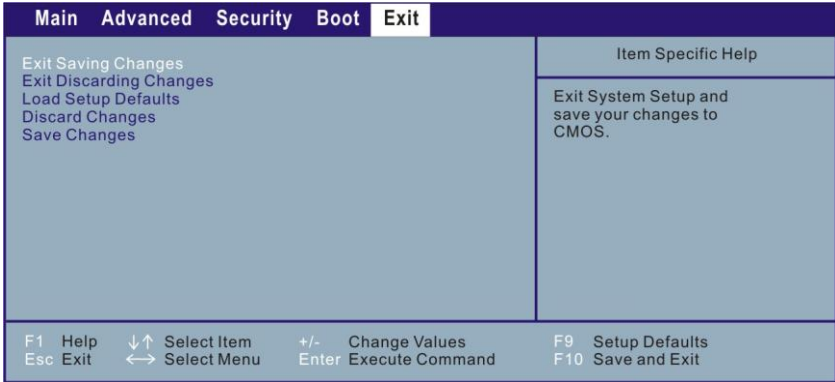 Main Advanced Security Boot Exit
Exit Saving Changes
Exit Discarding Changes
Load Setup Defaults
Discard Changes
Save Changes
Item Specific Help
Exit System Setup and
save your changes to
CMOS.
F1 Help ↓↑ Select Item +/- Change Values F9 Setup Defaults
Esc Exit ←→ Select Menu Enter Execute Command F10 Save and Exit